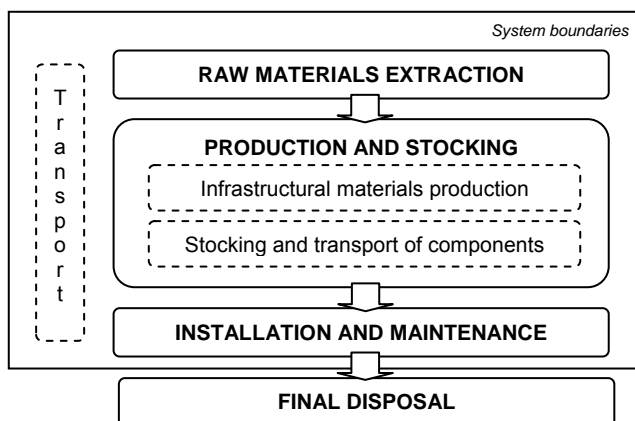 System boundaries
RAW MATERIALS EXTRACTION
Transport
PRODUCTION AND STOCKING
Infrastructural materials production
Stocking and transport of components
INSTALLATION AND MAINTENANCE
FINAL DISPOSAL